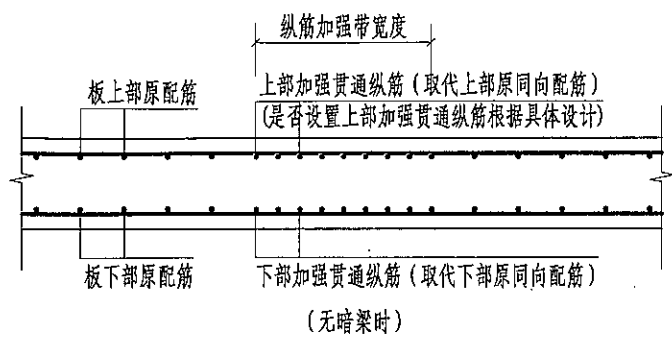 纵筋加强带宽度
板上部原配筋
上部加强贯通纵筋(取代上部原同向配筋)
(是否设置上部加强贯通纵筋根据具体设计)
板下部原配筋
下部加强贯通纵筋(取代下部原同向配筋)
(无暗梁时)